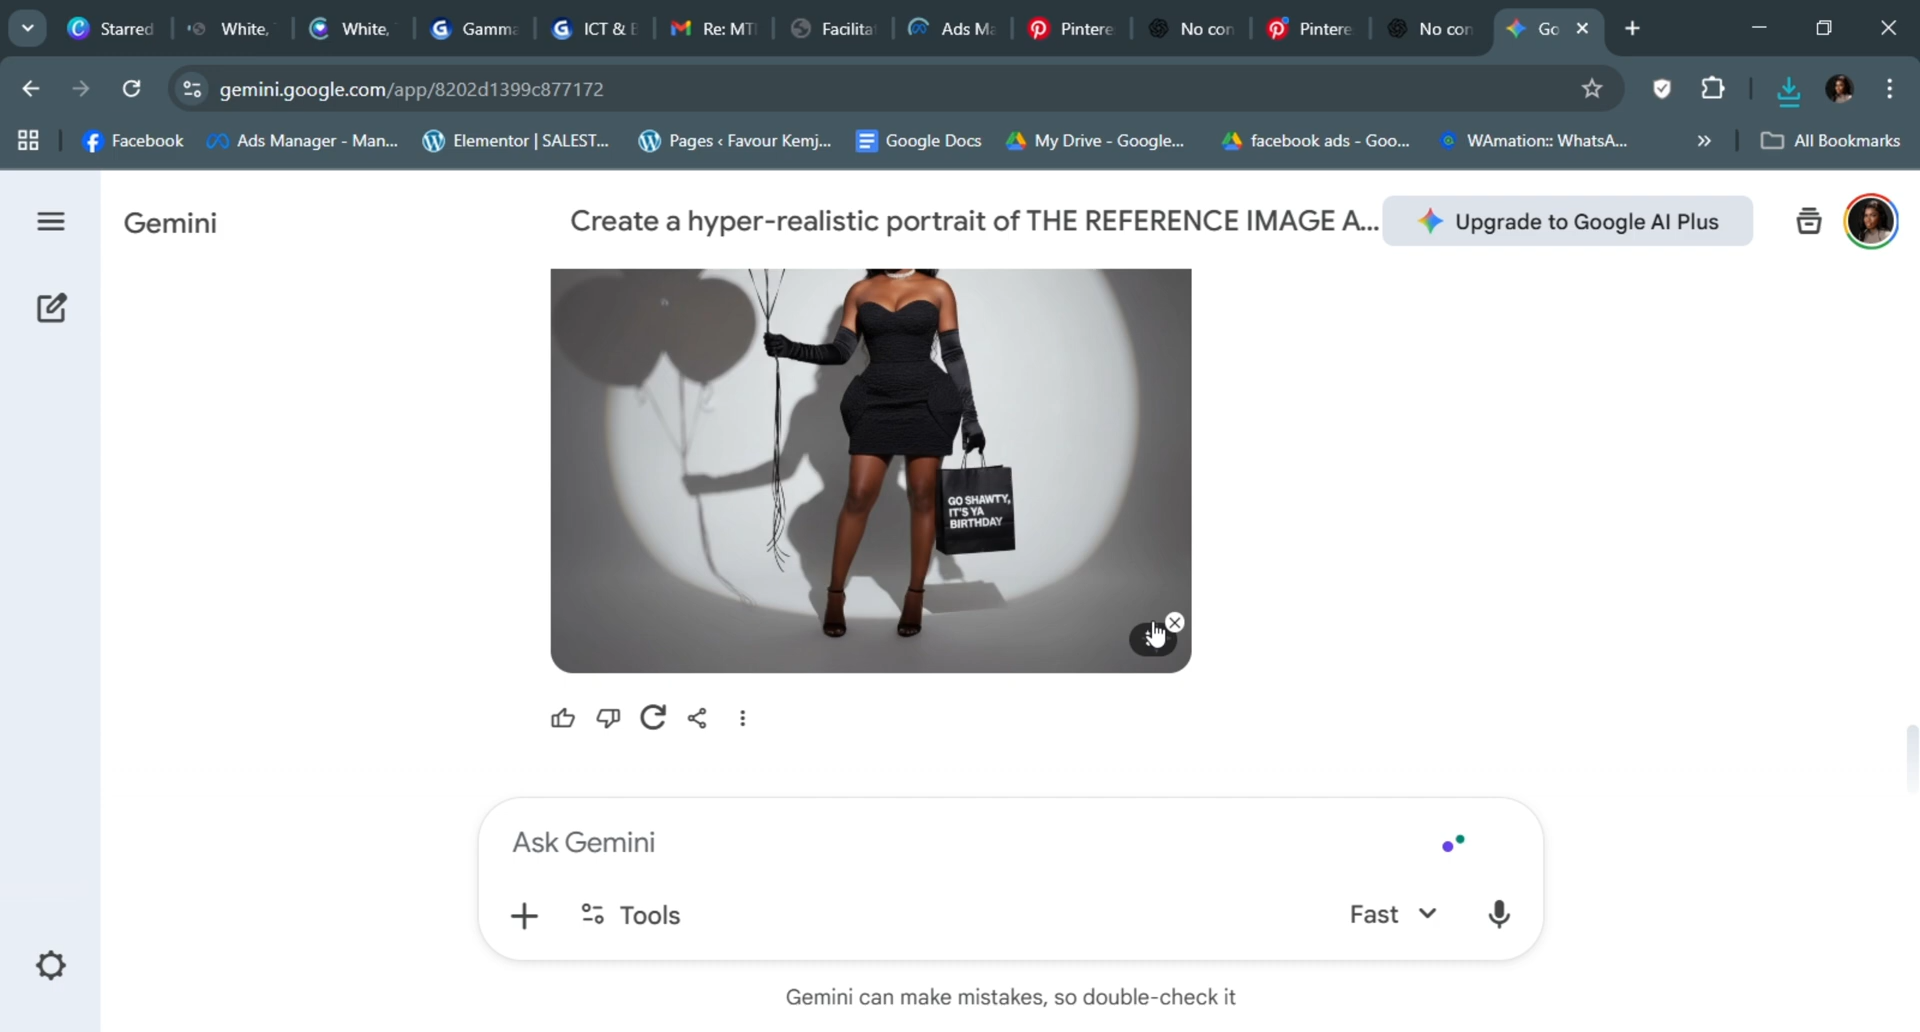 Starred
White,
White,
Gamma
ICT & B
Re: MT
Facilita
Ads Ma
Pintere
No con
Pintere
No con
Go
gemini.google.com/app/8202d1399c877172
Facebook
Ads Manager - Man...
Elementor | SALEST...
Pages ‹ Favour Kemj...
Google Docs
My Drive - Google...
facebook ads - Goo...
WAmation:: WhatsA...
All Bookmarks
Gemini
Create a hyper-realistic portrait of THE REFERENCE IMAGE A...
Upgrade to Google AI Plus
GO SHAWTY,
IT'S YA
BIRTHDAY
Ask Gemini
Tools
Fast
Gemini can make mistakes, so double-check it